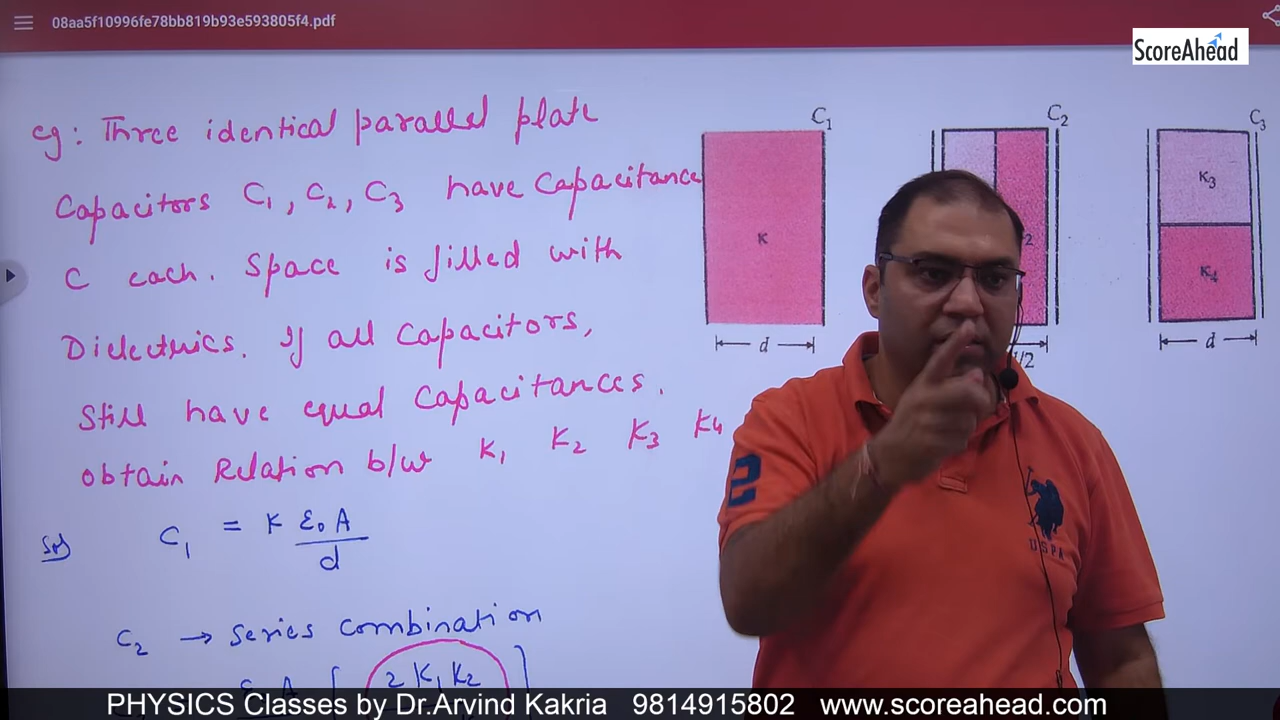 08aa5f10996fe78bb819b93e593805f4.pdf
ScoreAhead
eg: Three identical parallel plate
Capacitors C1, C2, C3 have Capacitance
C each. Space is filled with
Dielectrics. If all Capacitors,
Still have equal Capacitances.
obtain Relation b/w K1 K2 K3 K4
Sol C1 = K ε0 A / d
C2 → Series Combination
2 K1 K2
C1
K
d
C2
2
/2
C3
K3
K4
d
2
U S P A
PHYSICS Classes by Dr.Arvind Kakria 9814915802 www.scoreahead.com